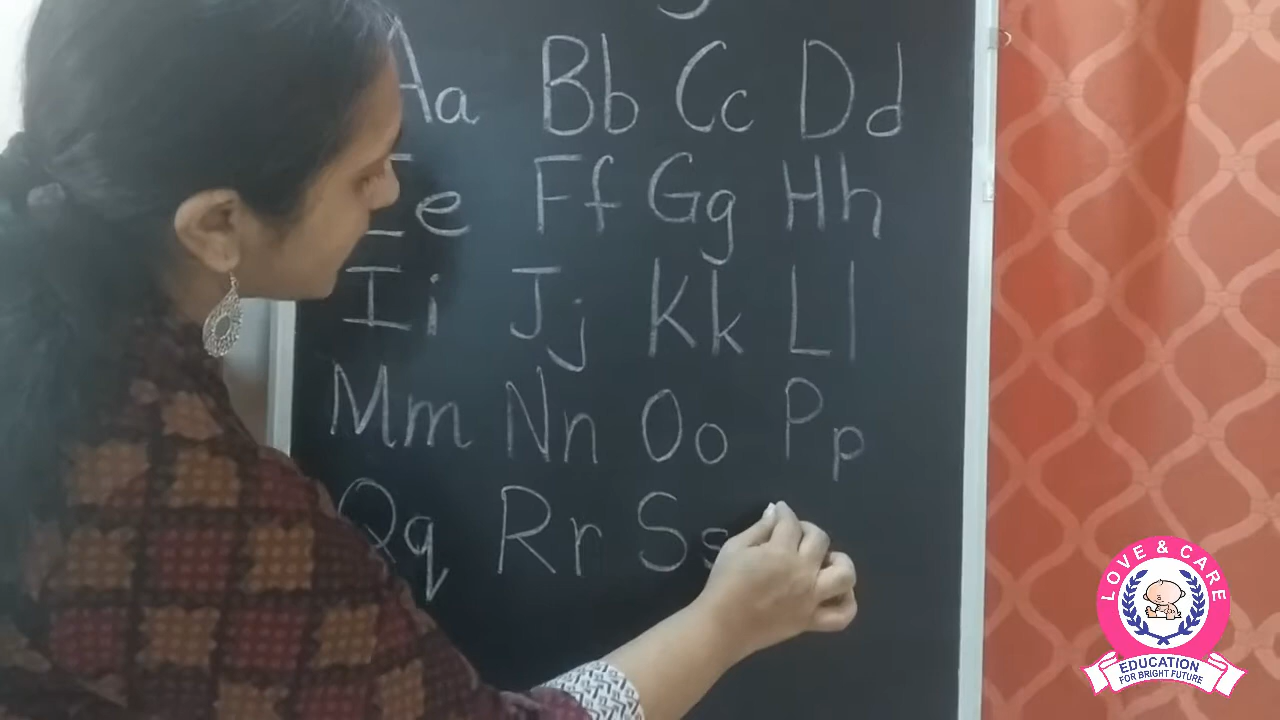 Aa Bb Cc Dd
Ee Ff Gg Hh
Ii Jj Kk Ll
Mm Nn Oo Pp
Qq Rr Ss
LOVE & CARE
EDUCATION
FOR BRIGHT FUTURE